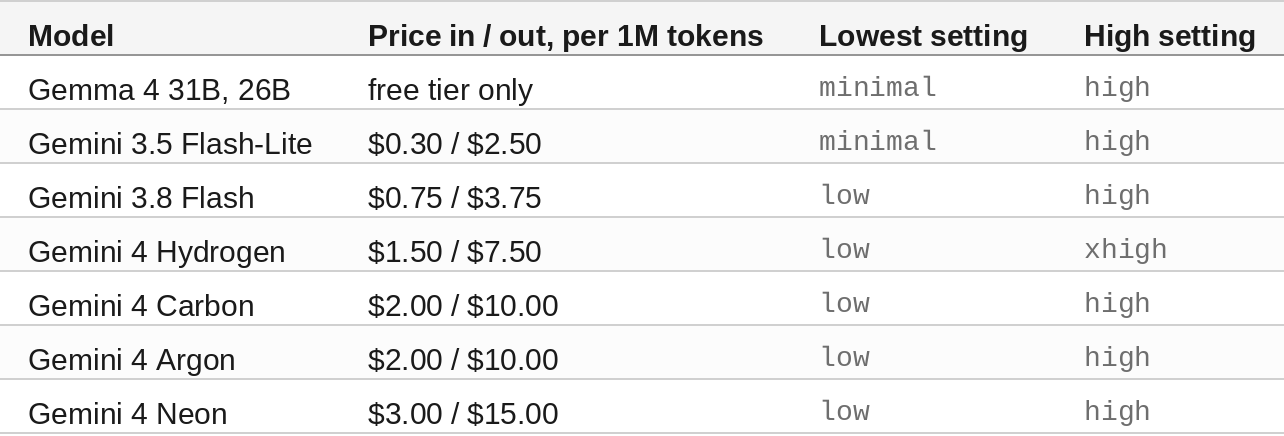 Model Price in / out, per 1M tokens Lowest setting High setting
Gemma 4 31B, 26B free tier only minimal high
Gemini 3.5 Flash-Lite $0.30 / $2.50 minimal high
Gemini 3.8 Flash $0.75 / $3.75 low high
Gemini 4 Hydrogen $1.50 / $7.50 low xhigh
Gemini 4 Carbon $2.00 / $10.00 low high
Gemini 4 Argon $2.00 / $10.00 low high
Gemini 4 Neon $3.00 / $15.00 low high